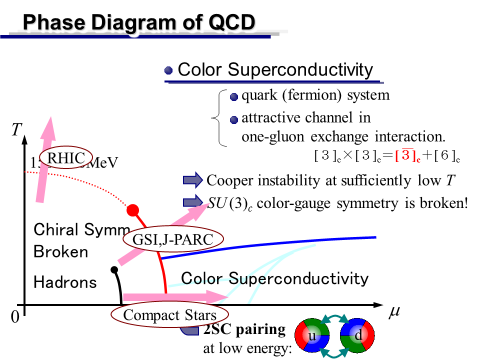 Phase Diagram of QCD
Color Superconductivity
quark (fermion) system
attractive channel in
one-gluon exchange interaction.
[3]c×[3]c=[3̅]c+[6]c
Cooper instability at sufficiently low T
SU(3)c color-gauge symmetry is broken!
T
RHIC
MeV
Chiral Symm
Broken
GSI,J-PARC
Hadrons
Color Superconductivity
0
Compact Stars
μ
2SC pairing
at low energy:
u
d